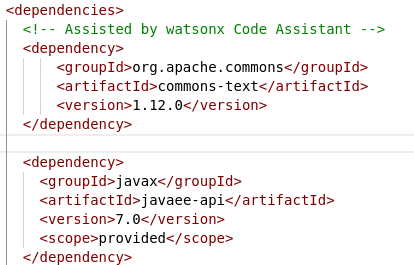 <dependencies>
<!-- Assisted by watsonx Code Assistant -->
<dependency>
<groupId>org.apache.commons</groupId>
<artifactId>commons-text</artifactId>
<version>1.12.0</version>
</dependency>
<dependency>
<groupId>javax</groupId>
<artifactId>javaee-api</artifactId>
<version>7.0</version>
<scope>provided</scope>
</dependency>